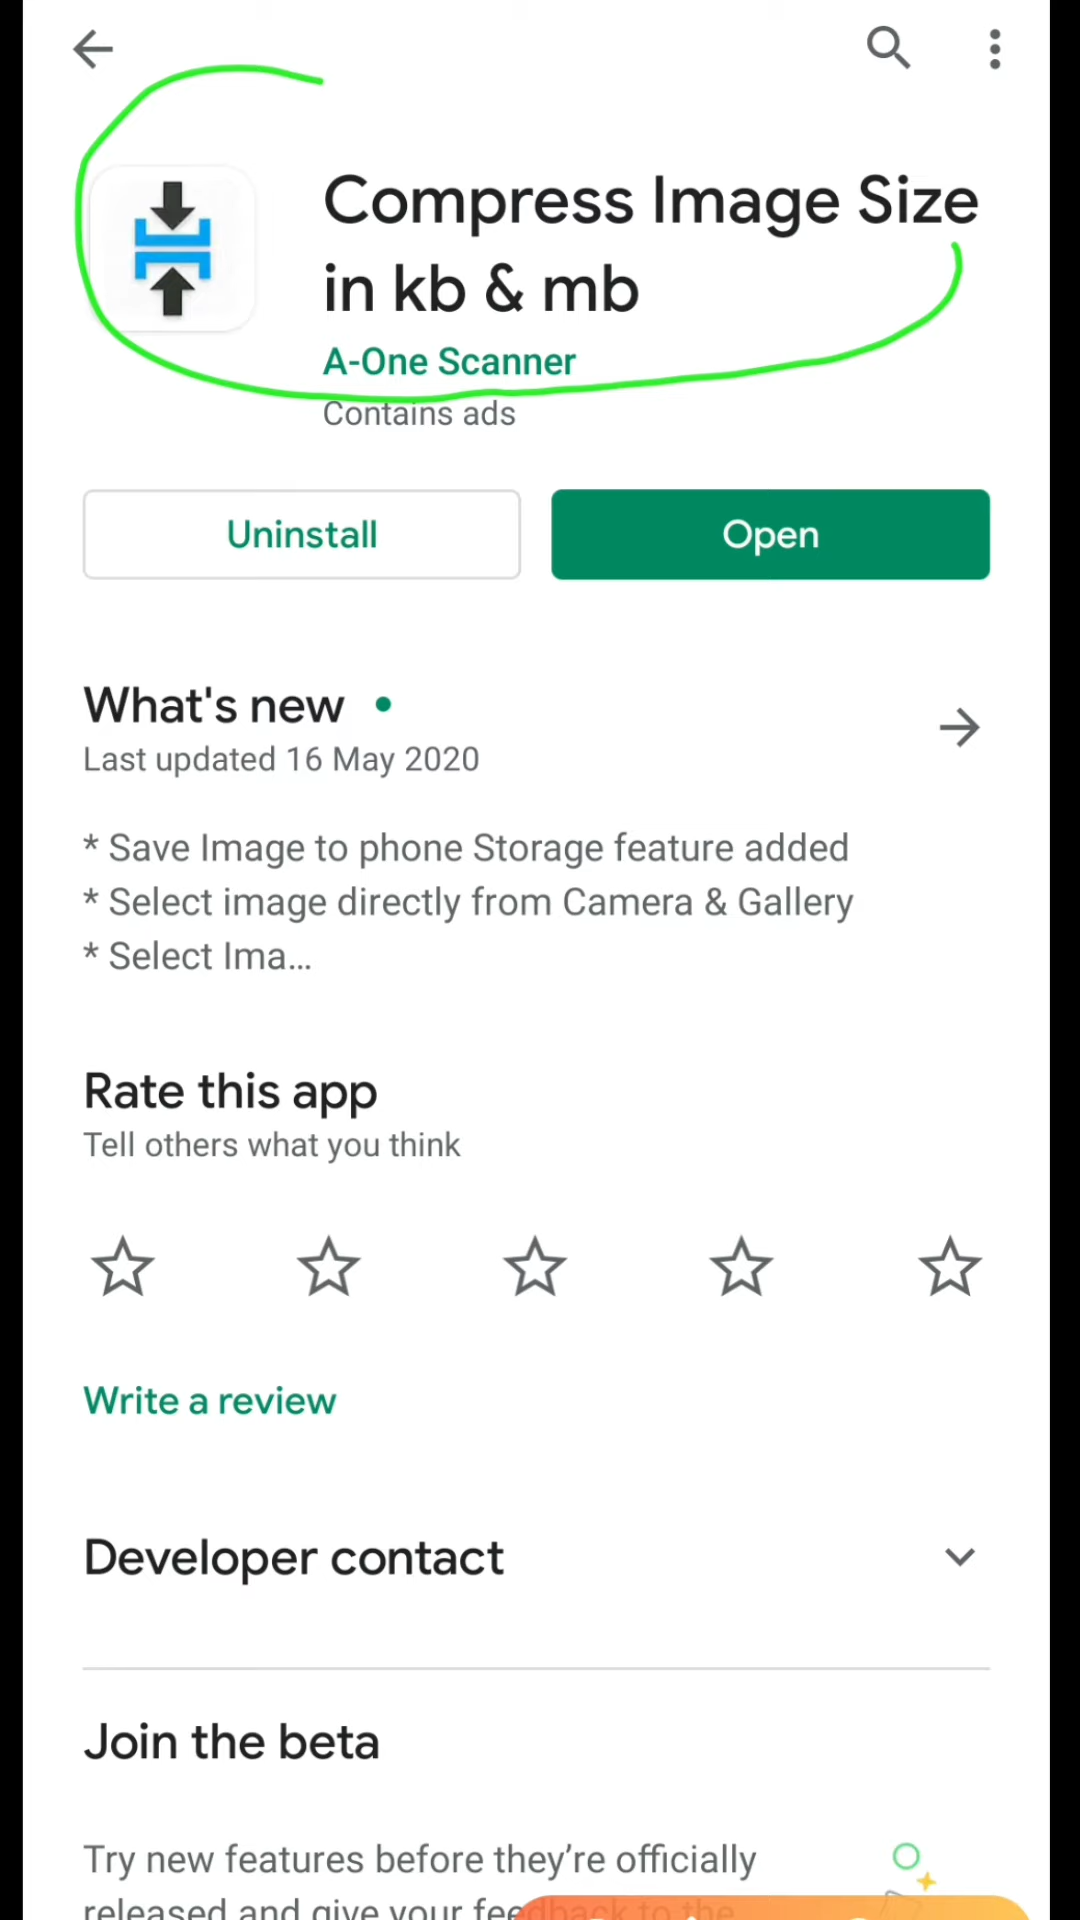 Compress Image Size
in kb & mb
A-One Scanner
Contains ads
Uninstall
Open
What's new
Last updated 16 May 2020
* Save Image to phone Storage feature added
* Select image directly from Camera & Gallery
* Select Ima...
Rate this app
Tell others what you think
Write a review
Developer contact
Join the beta
Try new features before they're officially
released and give your feedback to the